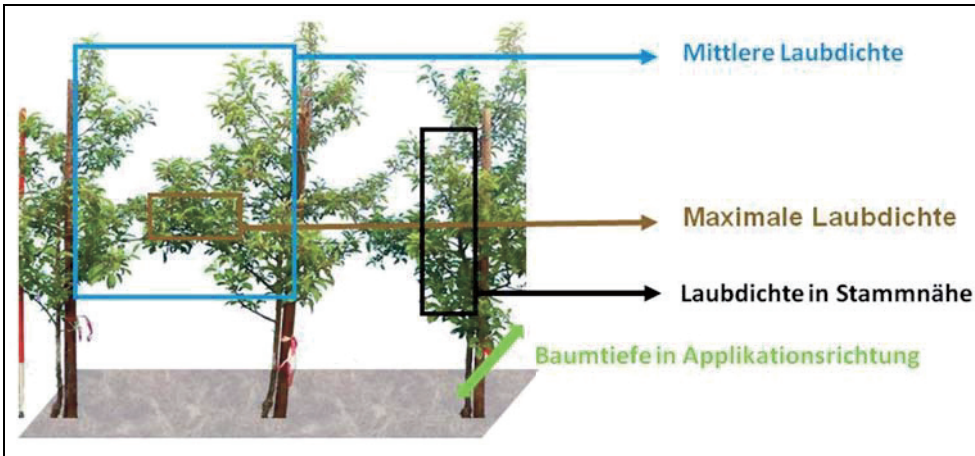 Mittlere Laubdichte
Maximale Laubdichte
Laubdichte in Stammnähe
Baumtiefe in Applikationsrichtung